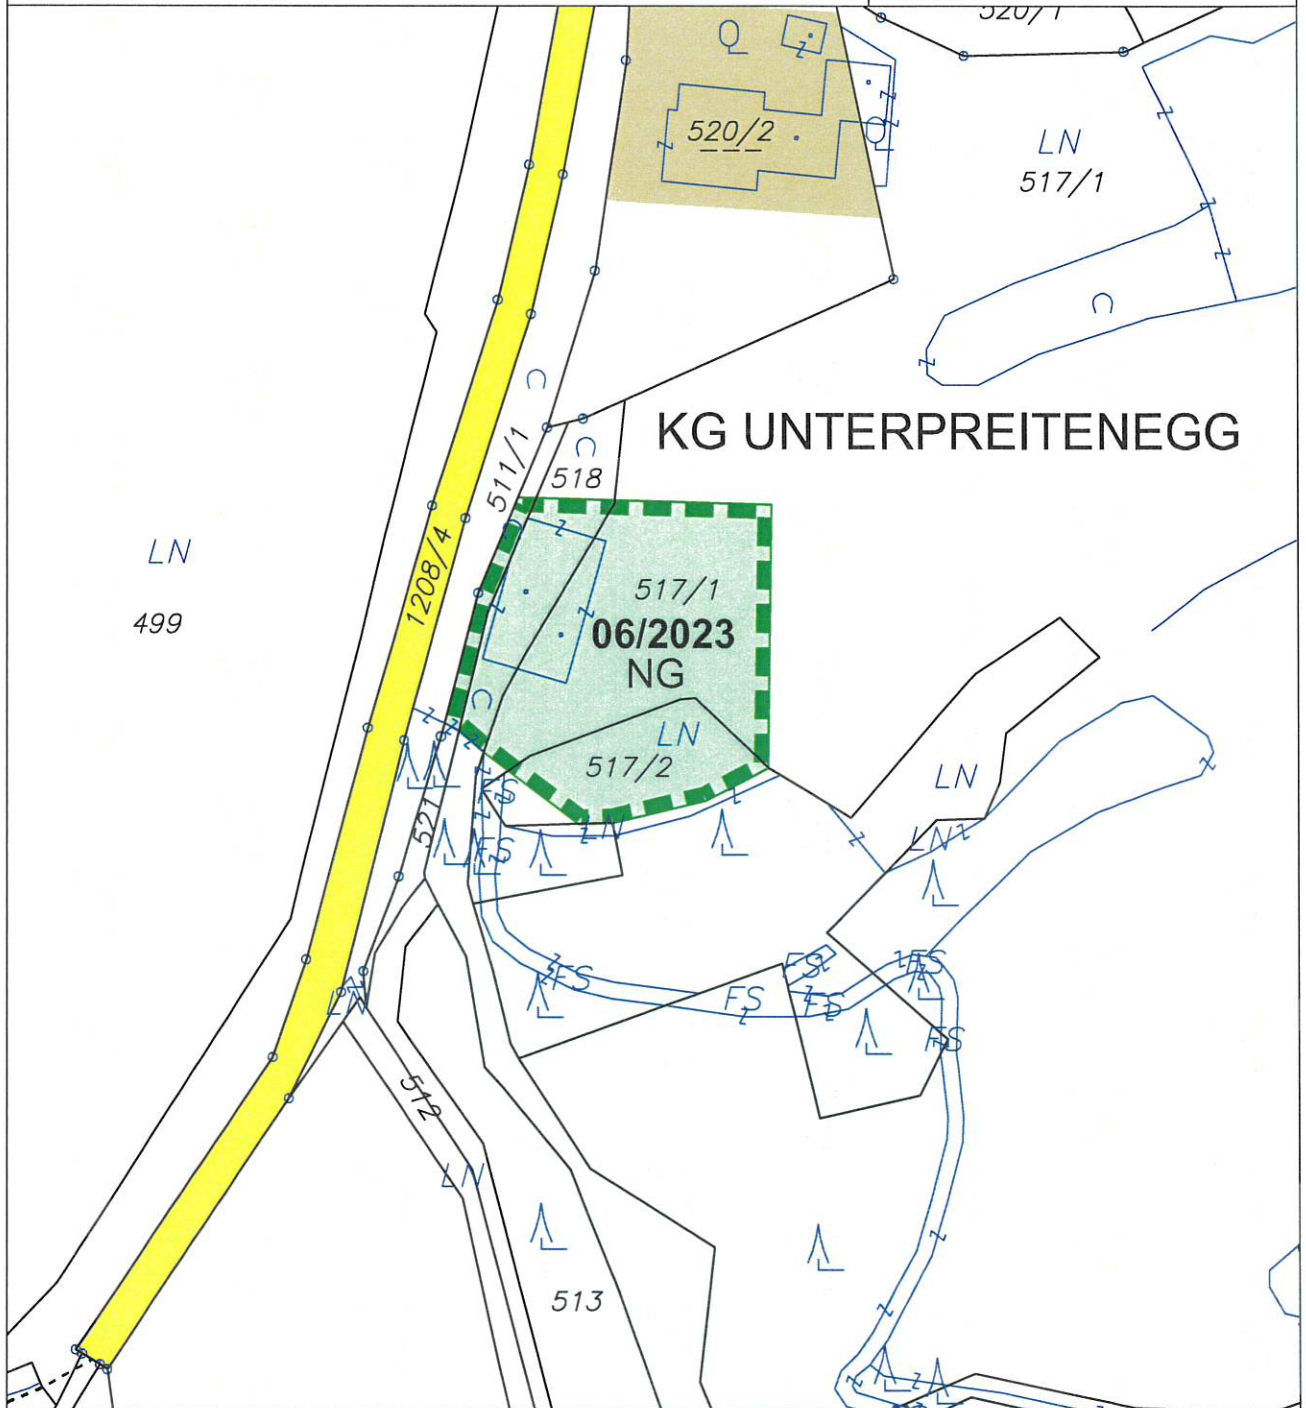 520/1
520/2
LN
517/1
KG UNTERPREITENEGG
511/1
518
LN
499
1208/4
517/1
06/2023
NG
LN
517/2
LN
FS
LN
LN
521
FS
FS
FS
FS
FS
FS
FS
LN
512
LN
513